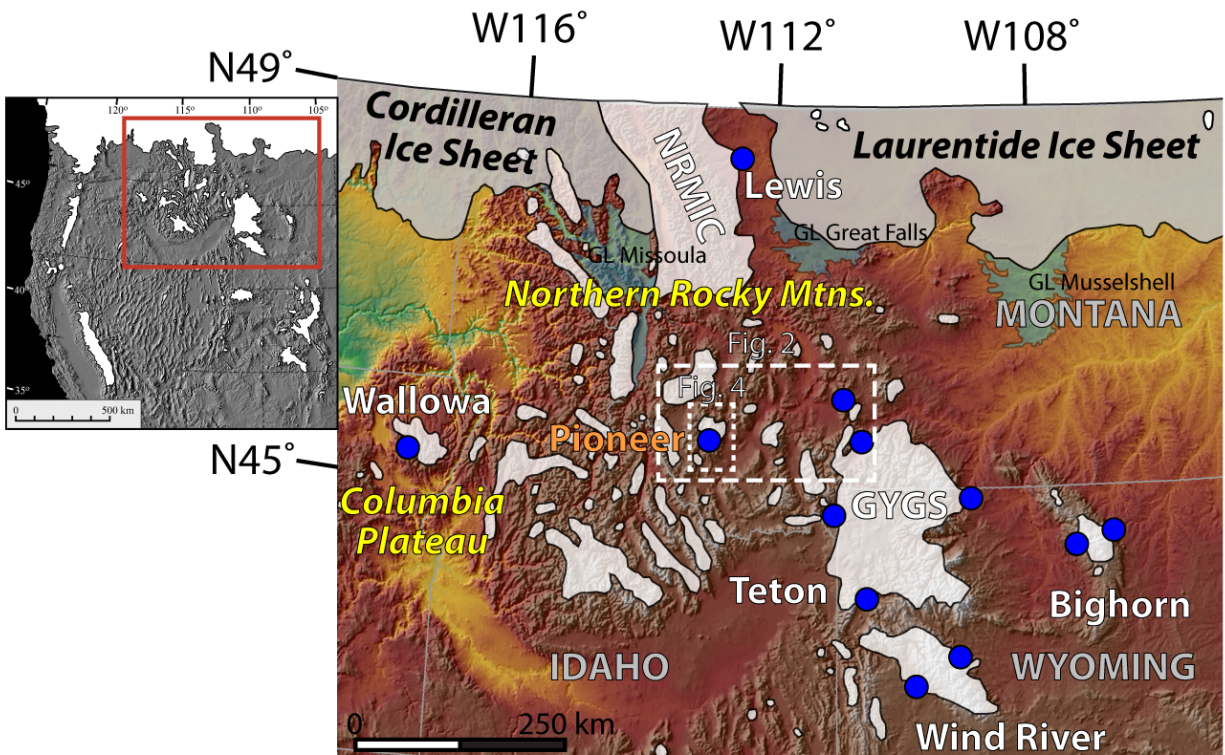 W116°
W112°
W108°
N49°
120°
115°
110°
105°
45°
40°
35°
0
500 km
N45°
Cordilleran
Ice Sheet
NRMIC
Laurentide Ice Sheet
Lewis
GL Great Falls
GL Missoula
GL Musselshell
Northern Rocky Mtns.
MONTANA
Fig. 2
Fig. 4
Wallowa
Pioneer
Columbia
Plateau
GYGS
Teton
Bighorn
IDAHO
WYOMING
0
250 km
Wind River